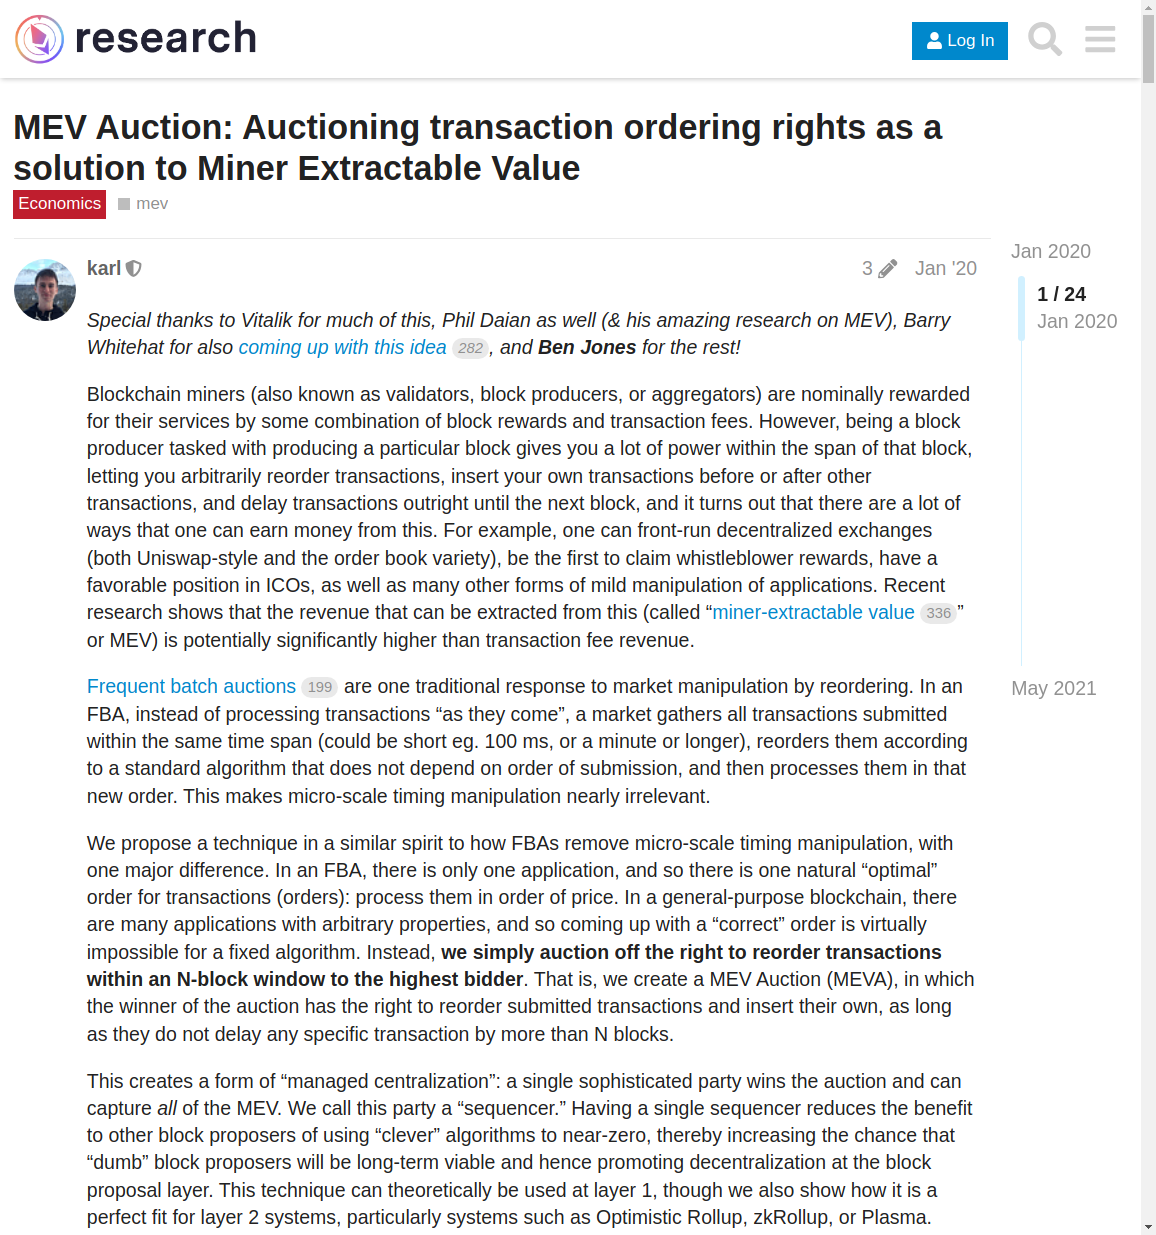 research
Log In
MEV Auction: Auctioning transaction ordering rights as a
solution to Miner Extractable Value
Economics mev
karl 3 Jan '20
Jan 2020
1 / 24
Jan 2020
May 2021
Special thanks to Vitalik for much of this, Phil Daian as well (& his amazing research on MEV), Barry
Whitehat for also coming up with this idea 282, and Ben Jones for the rest!
Blockchain miners (also known as validators, block producers, or aggregators) are nominally rewarded
for their services by some combination of block rewards and transaction fees. However, being a block
producer tasked with producing a particular block gives you a lot of power within the span of that block,
letting you arbitrarily reorder transactions, insert your own transactions before or after other
transactions, and delay transactions outright until the next block, and it turns out that there are a lot of
ways that one can earn money from this. For example, one can front-run decentralized exchanges
(both Uniswap-style and the order book variety), be the first to claim whistleblower rewards, have a
favorable position in ICOs, as well as many other forms of mild manipulation of applications. Recent
research shows that the revenue that can be extracted from this (called “miner-extractable value 336”
or MEV) is potentially significantly higher than transaction fee revenue.
Frequent batch auctions 199 are one traditional response to market manipulation by reordering. In an
FBA, instead of processing transactions “as they come”, a market gathers all transactions submitted
within the same time span (could be short eg. 100 ms, or a minute or longer), reorders them according
to a standard algorithm that does not depend on order of submission, and then processes them in that
new order. This makes micro-scale timing manipulation nearly irrelevant.
We propose a technique in a similar spirit to how FBAs remove micro-scale timing manipulation, with
one major difference. In an FBA, there is only one application, and so there is one natural “optimal”
order for transactions (orders): process them in order of price. In a general-purpose blockchain, there
are many applications with arbitrary properties, and so coming up with a “correct” order is virtually
impossible for a fixed algorithm. Instead, we simply auction off the right to reorder transactions
within an N-block window to the highest bidder. That is, we create a MEV Auction (MEVA), in which
the winner of the auction has the right to reorder submitted transactions and insert their own, as long
as they do not delay any specific transaction by more than N blocks.
This creates a form of “managed centralization”: a single sophisticated party wins the auction and can
capture all of the MEV. We call this party a “sequencer.” Having a single sequencer reduces the benefit
to other block proposers of using “clever” algorithms to near-zero, thereby increasing the chance that
“dumb” block proposers will be long-term viable and hence promoting decentralization at the block
proposal layer. This technique can theoretically be used at layer 1, though we also show how it is a
perfect fit for layer 2 systems, particularly systems such as Optimistic Rollup, zkRollup, or Plasma.